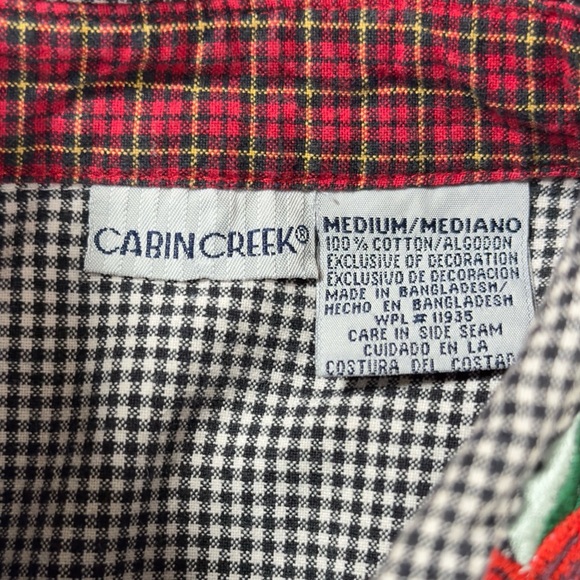 CABIN CREEK®
MEDIUM/MEDIANO
100% COTTON/ALGODON
EXCLUSIVE OF DECORATION
EXCLUSIVO DE DECORACION
MADE IN BANGLADESH/
HECHO EN BANGLADESH
WPL# 11935
CARE IN SIDE SEAM
CUIDADO EN LA
COSTURA DEL COSTAD